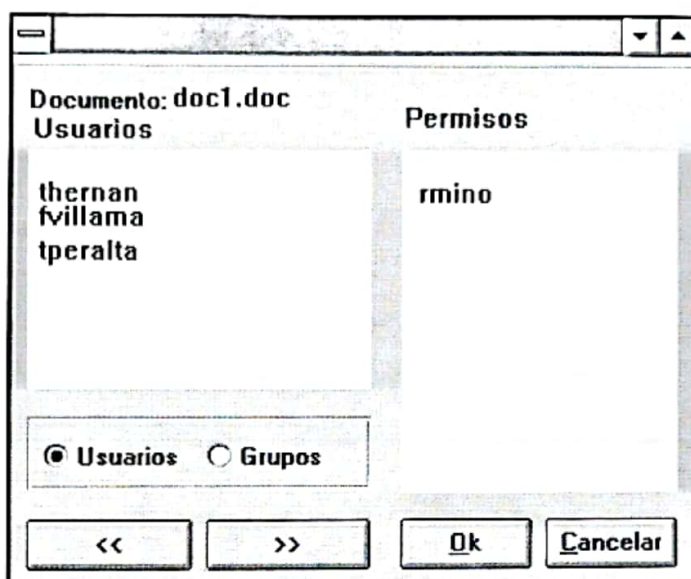 Documento: doc1.doc
Usuarios
thernan
fvillama
tperalta
Usuarios Grupos
<< >>
Permisos
rmino
Ok Cancelar